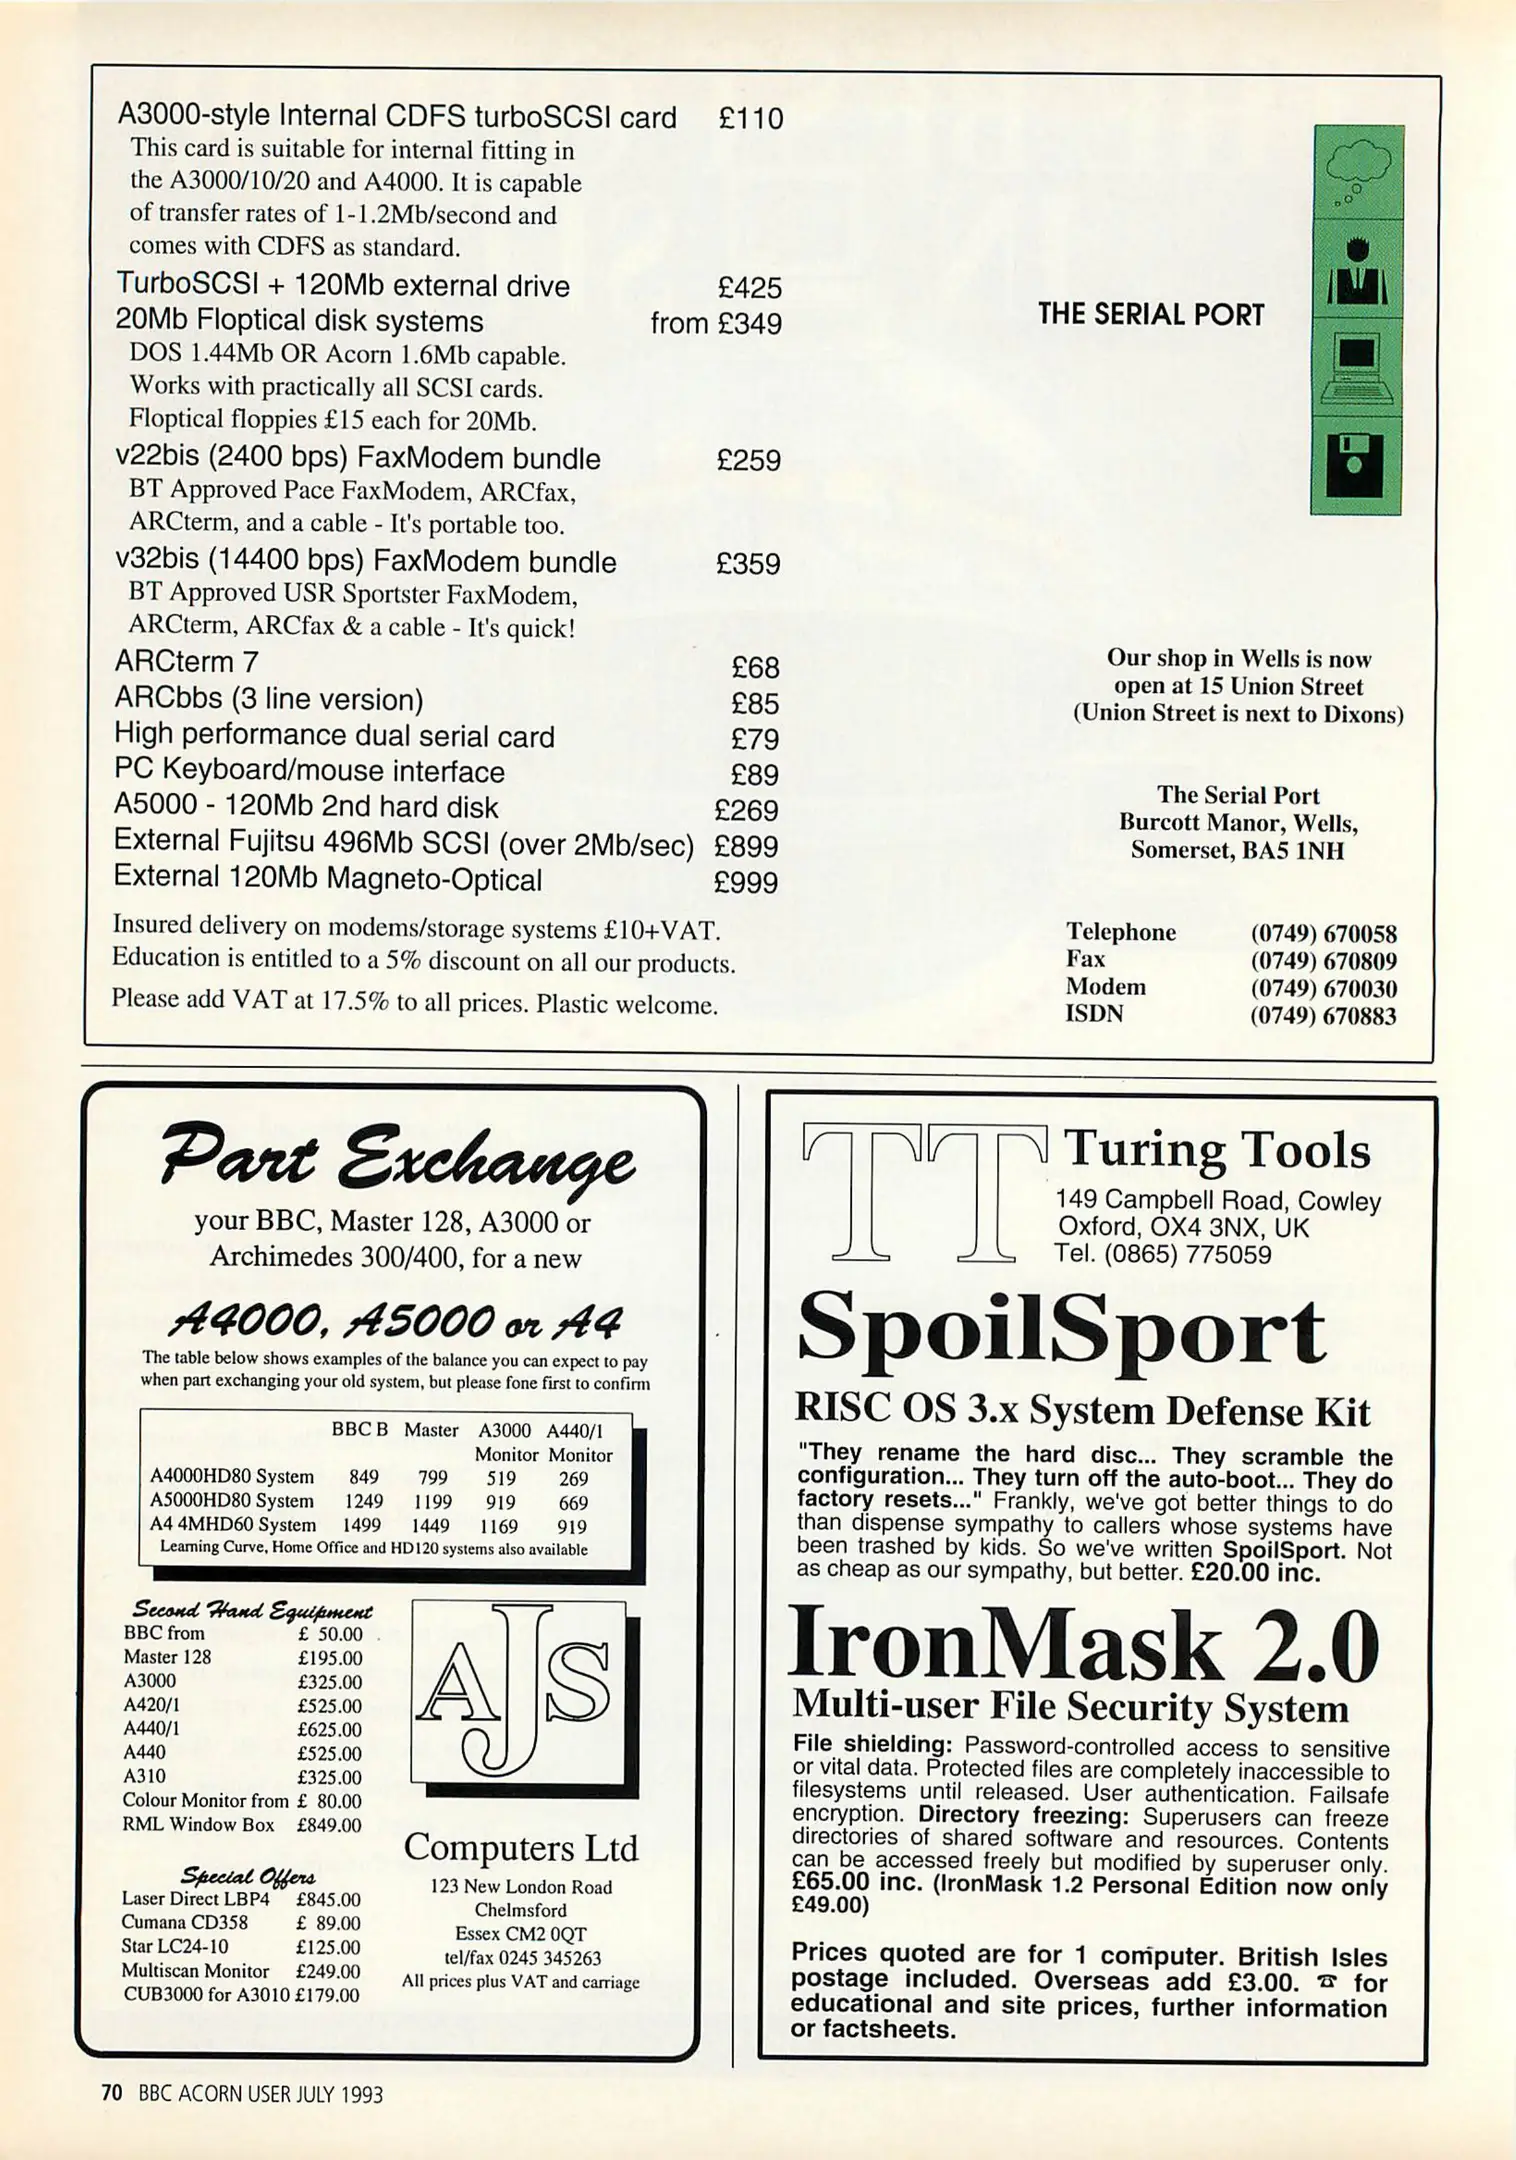 A3000-style Internal CDFS turboSCSI card £110
This card is suitable for internal fitting in
the A3000/10/20 and A4000. It is capable
of transfer rates of 1-1.2Mb/second and
comes with CDFS as standard.
TurboSCSI + 120Mb external drive £425
20Mb Floptical disk systems from £349
DOS 1.44Mb OR Acorn 1.6Mb capable.
Works with practically all SCSI cards.
Floptical floppies £15 each for 20Mb.
v22bis (2400 bps) FaxModem bundle £259
BT Approved Pace FaxModem, ARCfax,
ARCterm, and a cable - It's portable too.
v32bis (14400 bps) FaxModem bundle £359
BT Approved USR Sportster FaxModem,
ARCterm, ARCfax & a cable - It's quick!
ARCterm 7 £68
ARCbbs (3 line version) £85
High performance dual serial card £79
PC Keyboard/mouse interface £89
A5000 - 120Mb 2nd hard disk £269
External Fujitsu 496Mb SCSI (over 2Mb/sec) £899
External 120Mb Magneto-Optical £999
Insured delivery on modems/storage systems £10+VAT.
Education is entitled to a 5% discount on all our products.
Please add VAT at 17.5% to all prices. Plastic welcome.
THE SERIAL PORT
Our shop in Wells is now
open at 15 Union Street
(Union Street is next to Dixons)
The Serial Port
Burcott Manor, Wells,
Somerset, BA5 1NH
Telephone (0749) 670058
Fax (0749) 670809
Modem (0749) 670030
ISDN (0749) 670883
Part Exchange
your BBC, Master 128, A3000 or
Archimedes 300/400, for a new
A4000, A5000 or A4
The table below shows examples of the balance you can expect to pay
when part exchanging your old system, but please fone first to confirm
BBC B Master A3000 A440/1
Monitor Monitor
A4000HD80 System 849 799 519 269
A5000HD80 System 1249 1199 919 669
A4 4MHD60 System 1499 1449 1169 919
Learning Curve, Home Office and HD120 systems also available
Second Hand Equipment
BBC from £ 50.00
Master 128 £195.00
A3000 £325.00
A420/1 £525.00
A440/1 £625.00
A440 £525.00
A310 £325.00
Colour Monitor from £ 80.00
RML Window Box £849.00
Special Offers
Laser Direct LBP4 £845.00
Cumana CD358 £ 89.00
Star LC24-10 £125.00
Multiscan Monitor £249.00
CUB3000 for A3010 £179.00
AJS
Computers Ltd
123 New London Road
Chelmsford
Essex CM2 0QT
tel/fax 0245 345263
All prices plus VAT and carriage
TT Turing Tools
149 Campbell Road, Cowley
Oxford, OX4 3NX, UK
Tel. (0865) 775059
SpoilSport
RISC OS 3.x System Defense Kit
"They rename the hard disc... They scramble the
configuration... They turn off the auto-boot... They do
factory resets..." Frankly, we've got better things to do
than dispense sympathy to callers whose systems have
been trashed by kids. So we've written SpoilSport. Not
as cheap as our sympathy, but better. £20.00 inc.
IronMask 2.0
Multi-user File Security System
File shielding: Password-controlled access to sensitive
or vital data. Protected files are completely inaccessible to
filesystems until released. User authentication. Failsafe
encryption. Directory freezing: Superusers can freeze
directories of shared software and resources. Contents
can be accessed freely but modified by superuser only.
£65.00 inc. (IronMask 1.2 Personal Edition now only
£49.00)
Prices quoted are for 1 computer. British Isles
postage included. Overseas add £3.00. ☎ for
educational and site prices, further information
or factsheets.
70 BBC ACORN USER JULY 1993